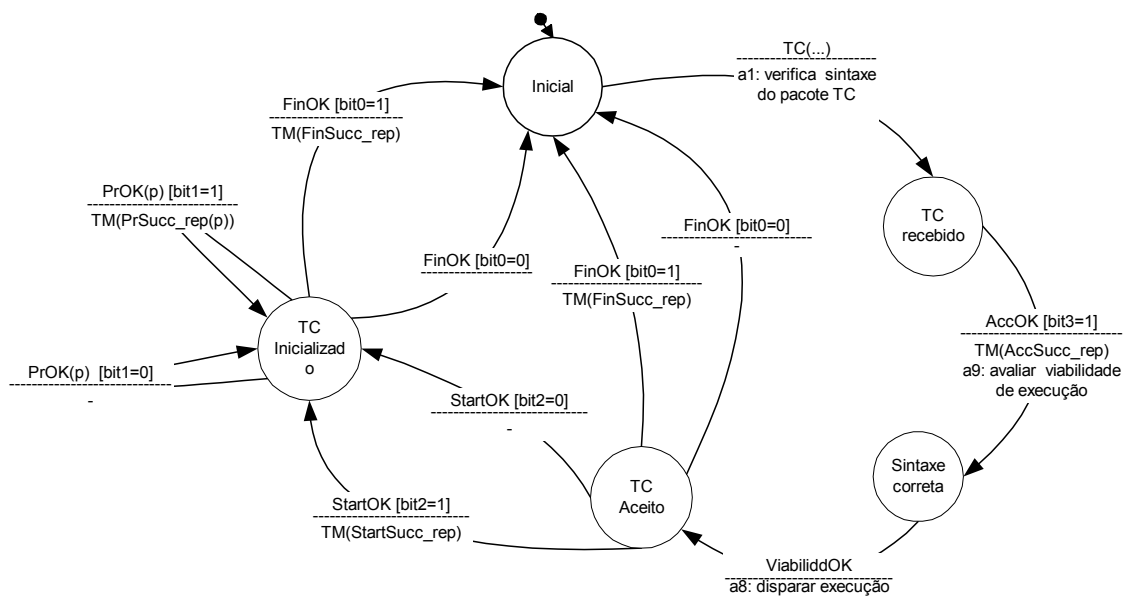 Inicial
TC(...)
a1: verifica sintaxe
do pacote TC
FinOK [bit0=1]
TM(FinSucc_rep)
PrOK(p) [bit1=1]
TM(PrSucc_rep(p))
TC
recebido
FinOK [bit0=0]
-
FinOK [bit0=0]
FinOK [bit0=1]
TM(FinSucc_rep)
TC
Inicializad
o
AccOK [bit3=1]
TM(AccSucc_rep)
a9: avaliar viabilidade
de execução
PrOK(p) [bit1=0]
-
StartOK [bit2=0]
-
Sintaxe
correta
TC
Aceito
StartOK [bit2=1]
TM(StartSucc_rep)
ViabiliddOK
a8: disparar execução